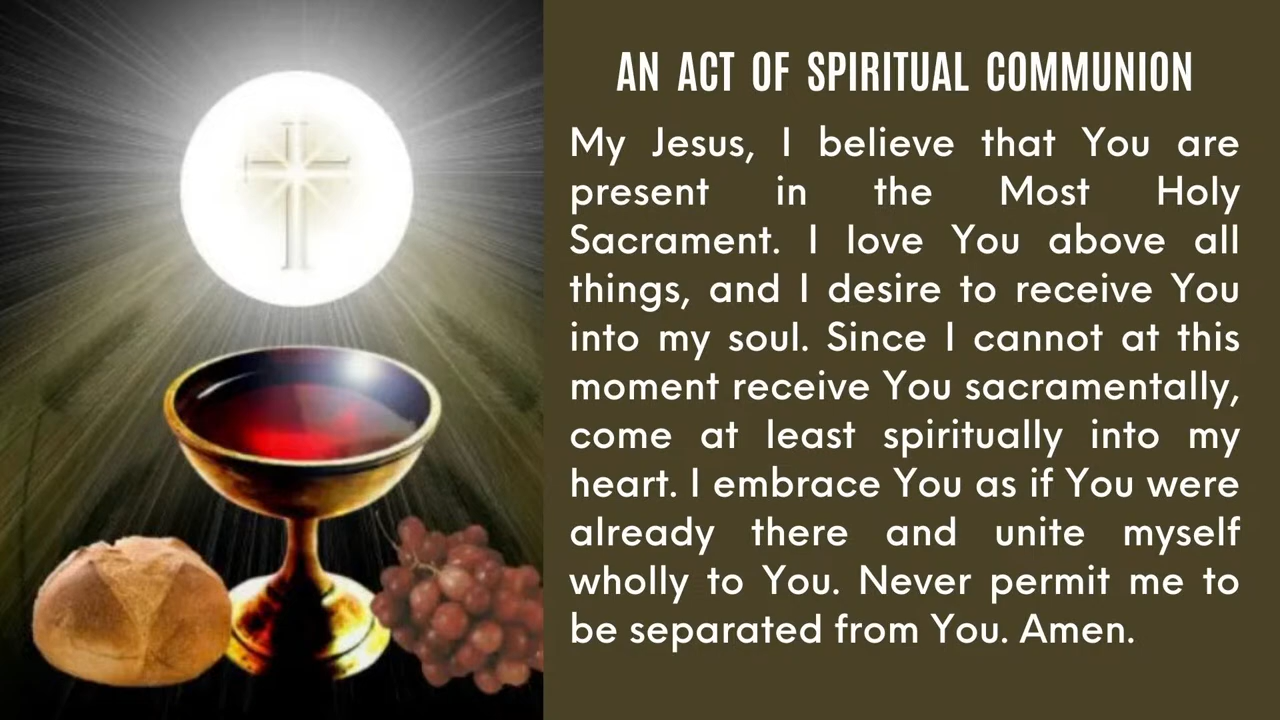 AN ACT OF SPIRITUAL COMMUNION
My Jesus, I believe that You are
present in the Most Holy
Sacrament. I love You above all
things, and I desire to receive You
into my soul. Since I cannot at this
moment receive You sacramentally,
come at least spiritually into my
heart. I embrace You as if You were
already there and unite myself
wholly to You. Never permit me to
be separated from You. Amen.